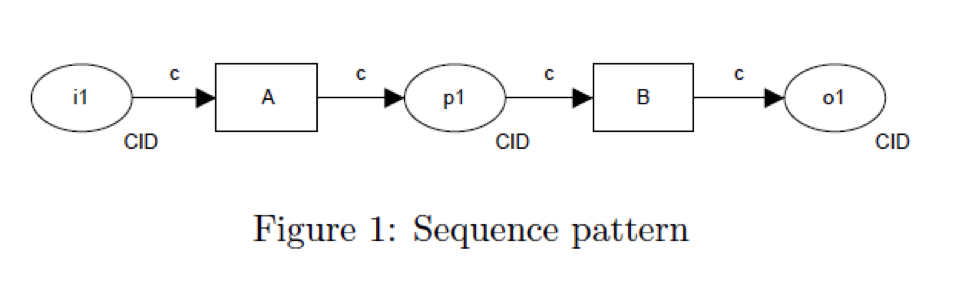 c c c c
i1 A p1 B o1
CID CID CID
Figure 1: Sequence pattern